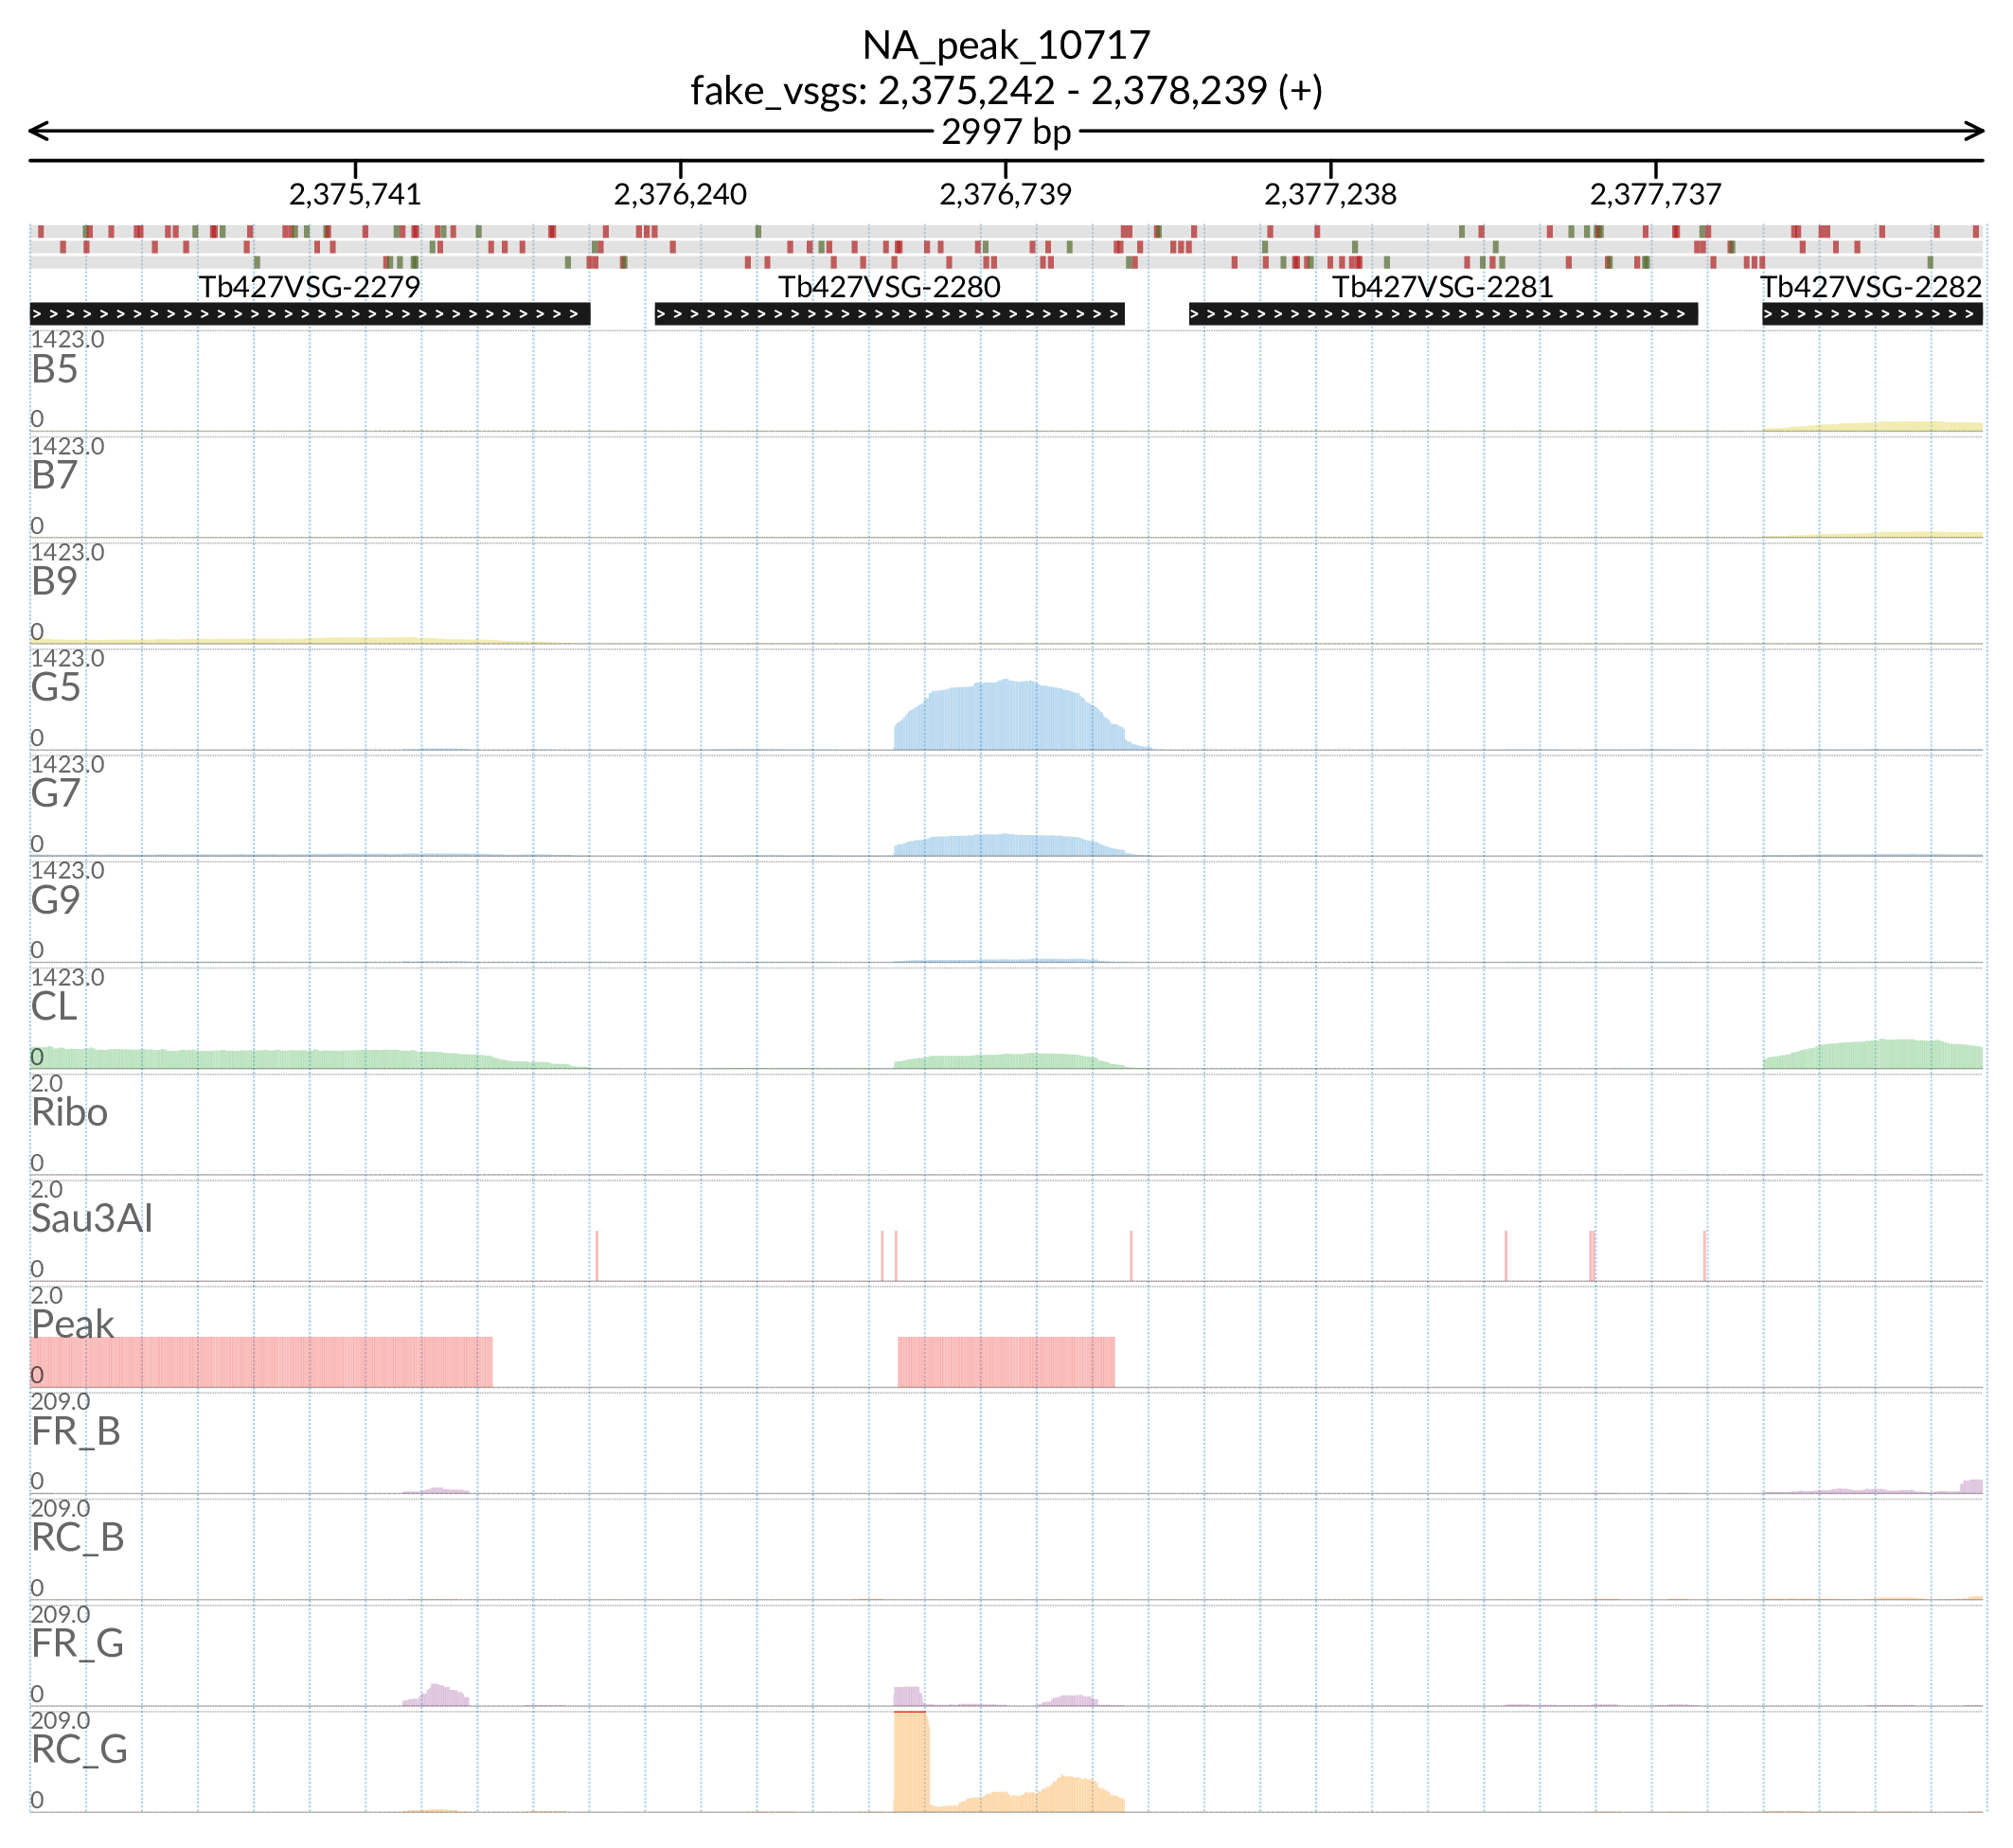 NA_peak_10717
fake_vsgs: 2,375,242 - 2,378,239 (+)
2997 bp
2,375,741 2,376,240 2,376,739 2,377,238 2,377,737
Tb427VSG-2279 Tb427VSG-2280 Tb427VSG-2281 Tb427VSG-2282
1423.0
B5
0
1423.0
B7
0
1423.0
B9
0
1423.0
G5
0
1423.0
G7
0
1423.0
G9
0
1423.0
CL
0
2.0
Ribo
0
2.0
Sau3AI
0
2.0
Peak
0
209.0
FR_B
0
209.0
RC_B
0
209.0
FR_G
0
209.0
RC_G
0